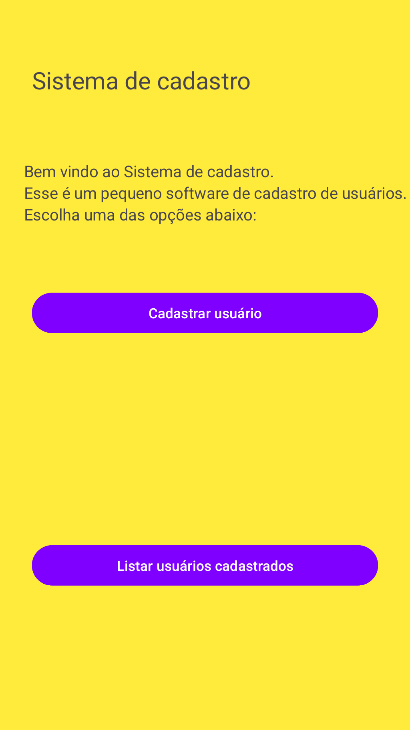 Sistema de cadastro
Bem vindo ao Sistema de cadastro.
Esse é um pequeno software de cadastro de usuários.
Escolha uma das opções abaixo:
Cadastrar usuário
Listar usuários cadastrados